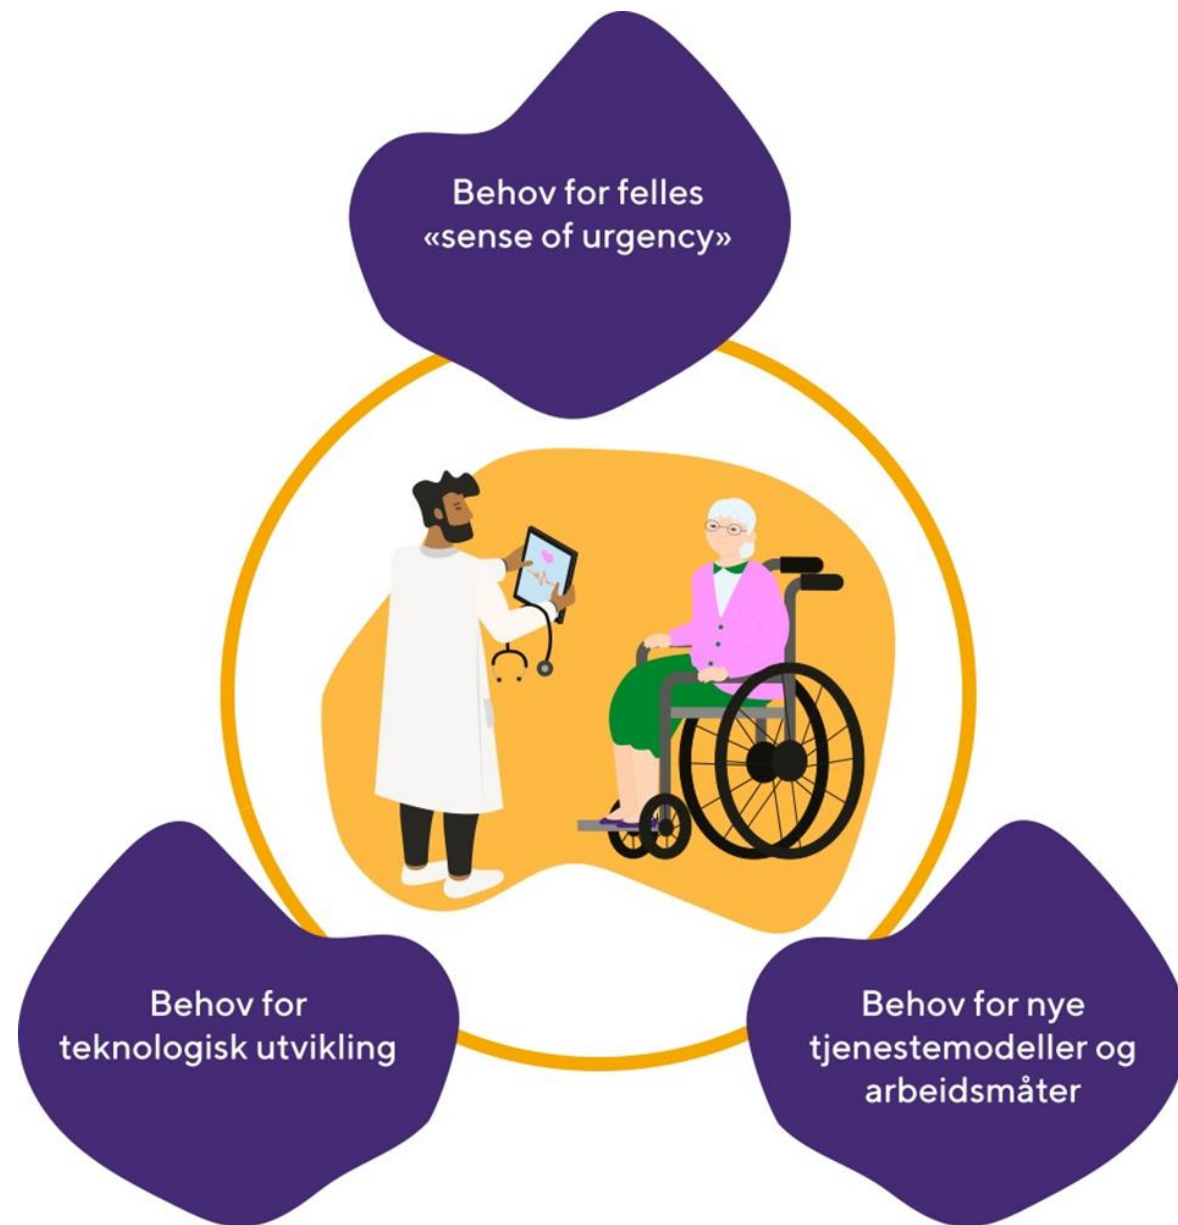 Behov for felles
«sense of urgency»
Behov for
teknologisk utvikling
Behov for nye
tjenestemodeller og
arbeidsmåter